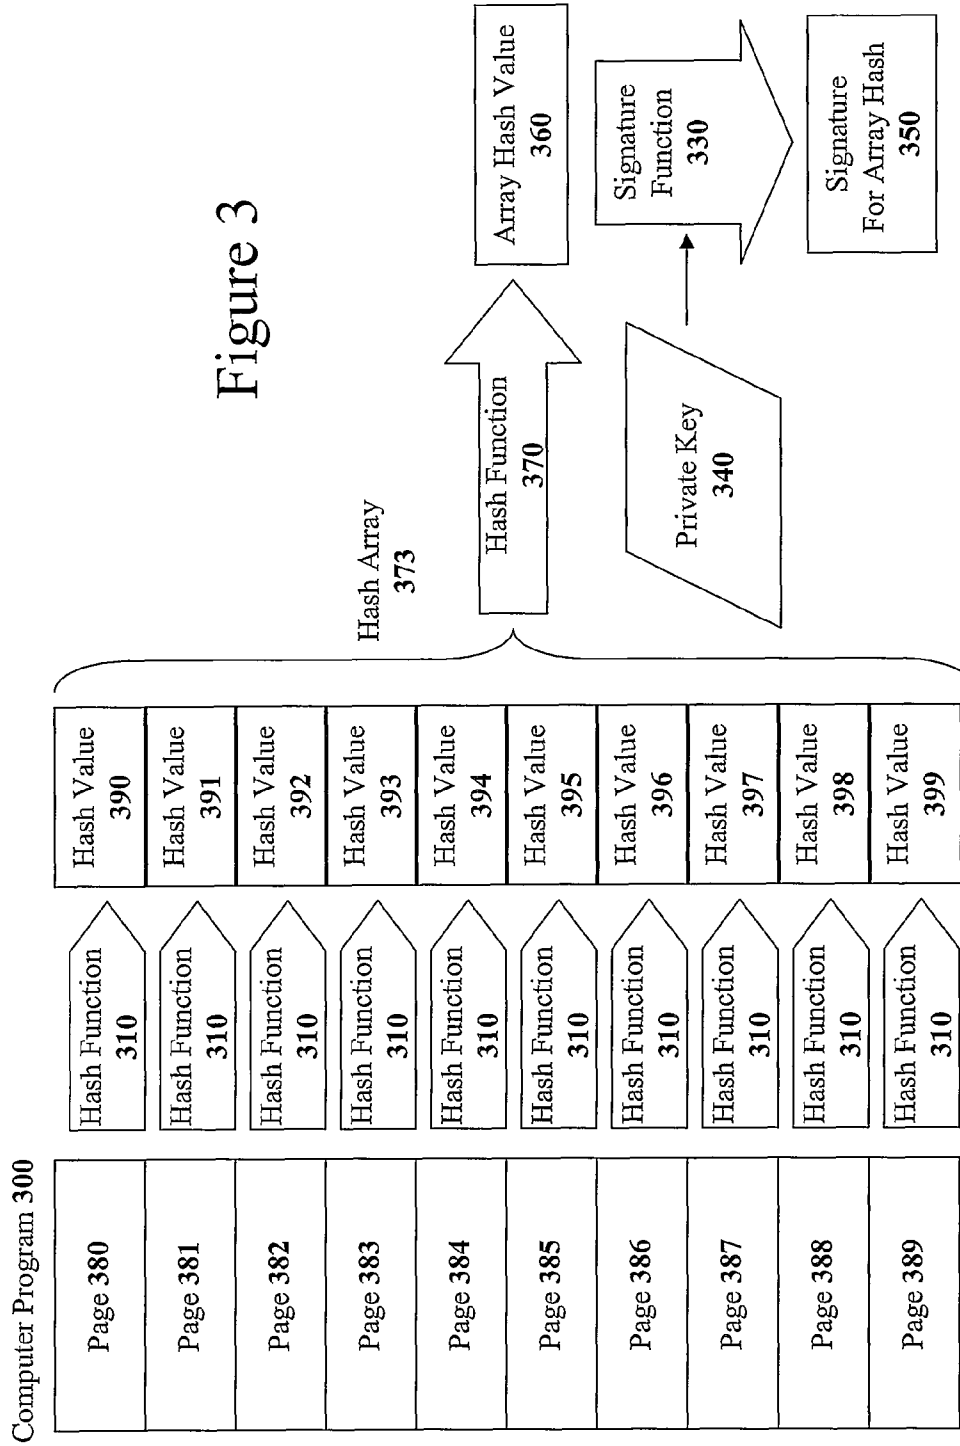 Computer Program 300
Page 380
Page 381
Page 382
Page 383
Page 384
Page 385
Page 386
Page 387
Page 388
Page 389
Hash Function
310
Hash Function
310
Hash Function
310
Hash Function
310
Hash Function
310
Hash Function
310
Hash Function
310
Hash Function
310
Hash Function
310
Hash Function
310
Hash Value
390
Hash Value
391
Hash Value
392
Hash Value
393
Hash Value
394
Hash Value
395
Hash Value
396
Hash Value
397
Hash Value
398
Hash Value
399
Hash Array
373
Hash Function
370
Private Key
340
Figure 3
Array Hash Value
360
Signature
Function
330
Signature
For Array Hash
350